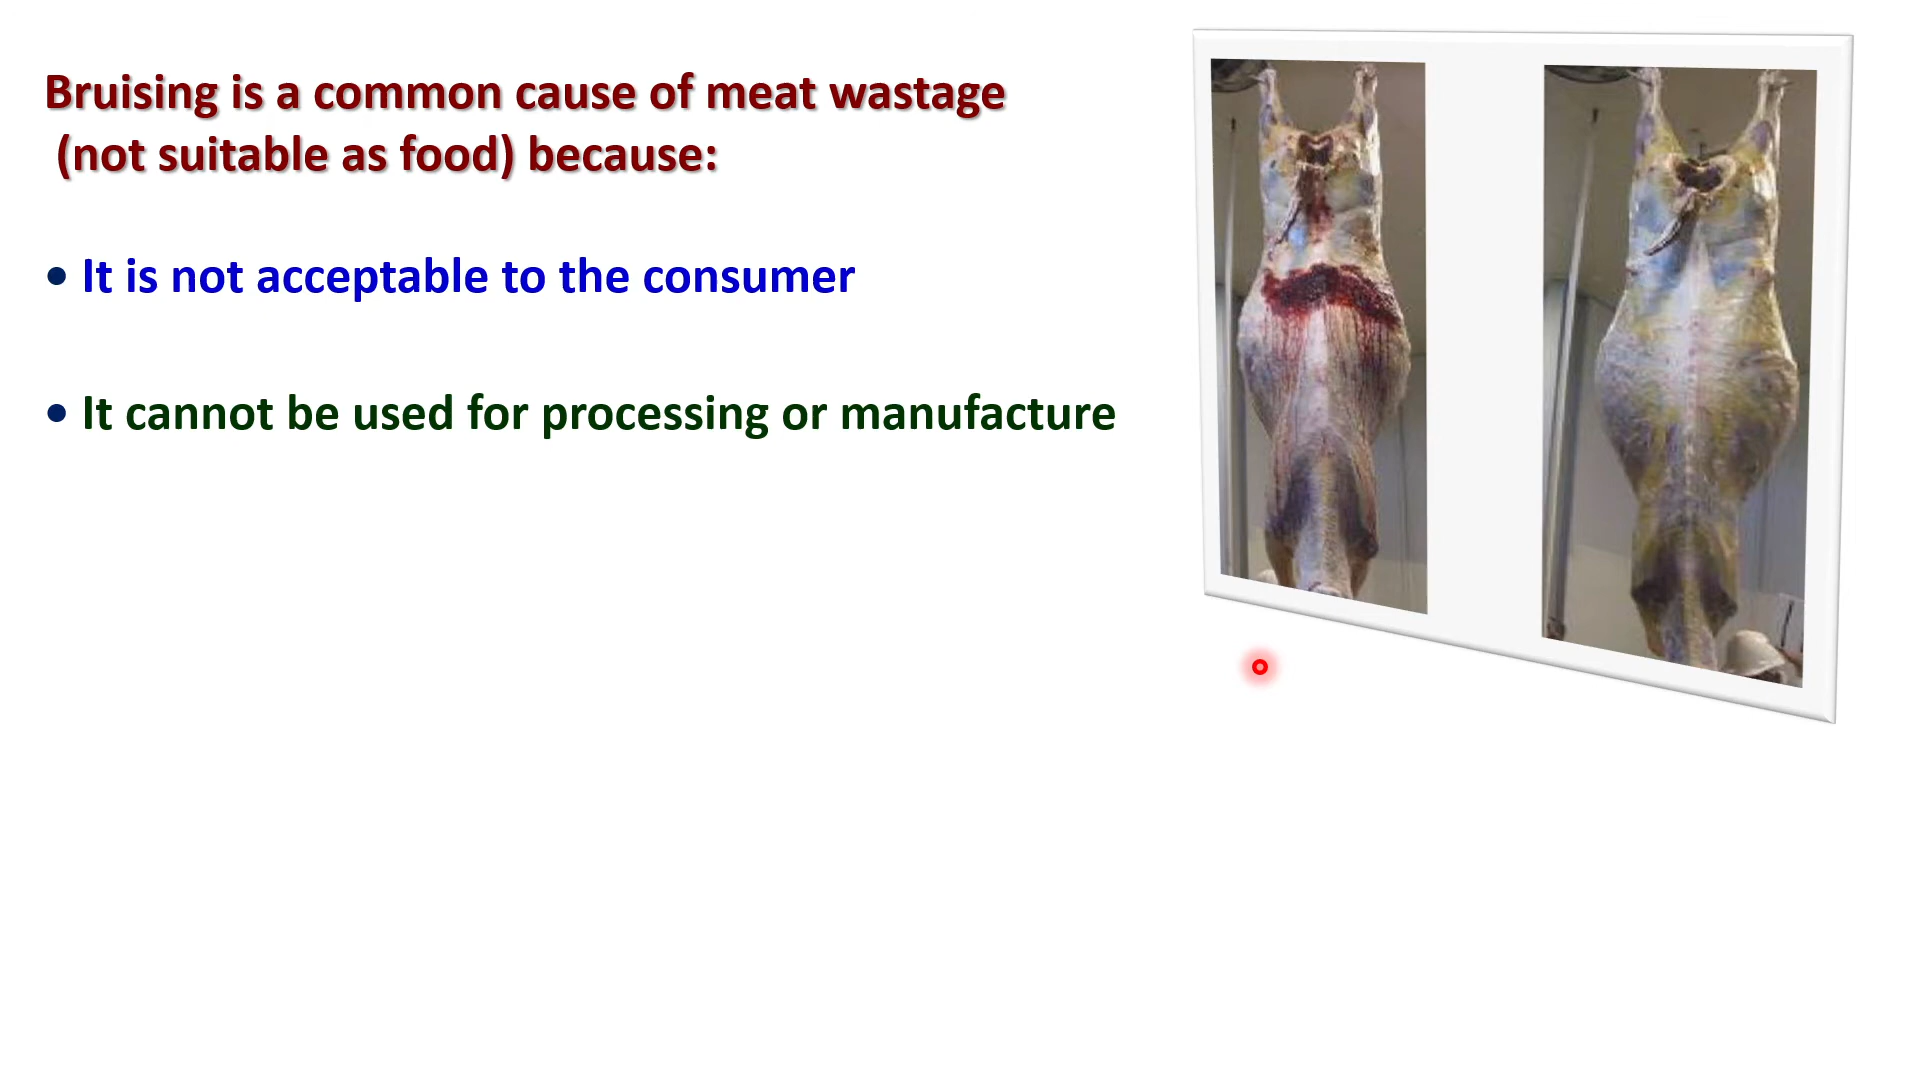 Bruising is a common cause of meat wastage
(not suitable as food) because:
• It is not acceptable to the consumer
• It cannot be used for processing or manufacture